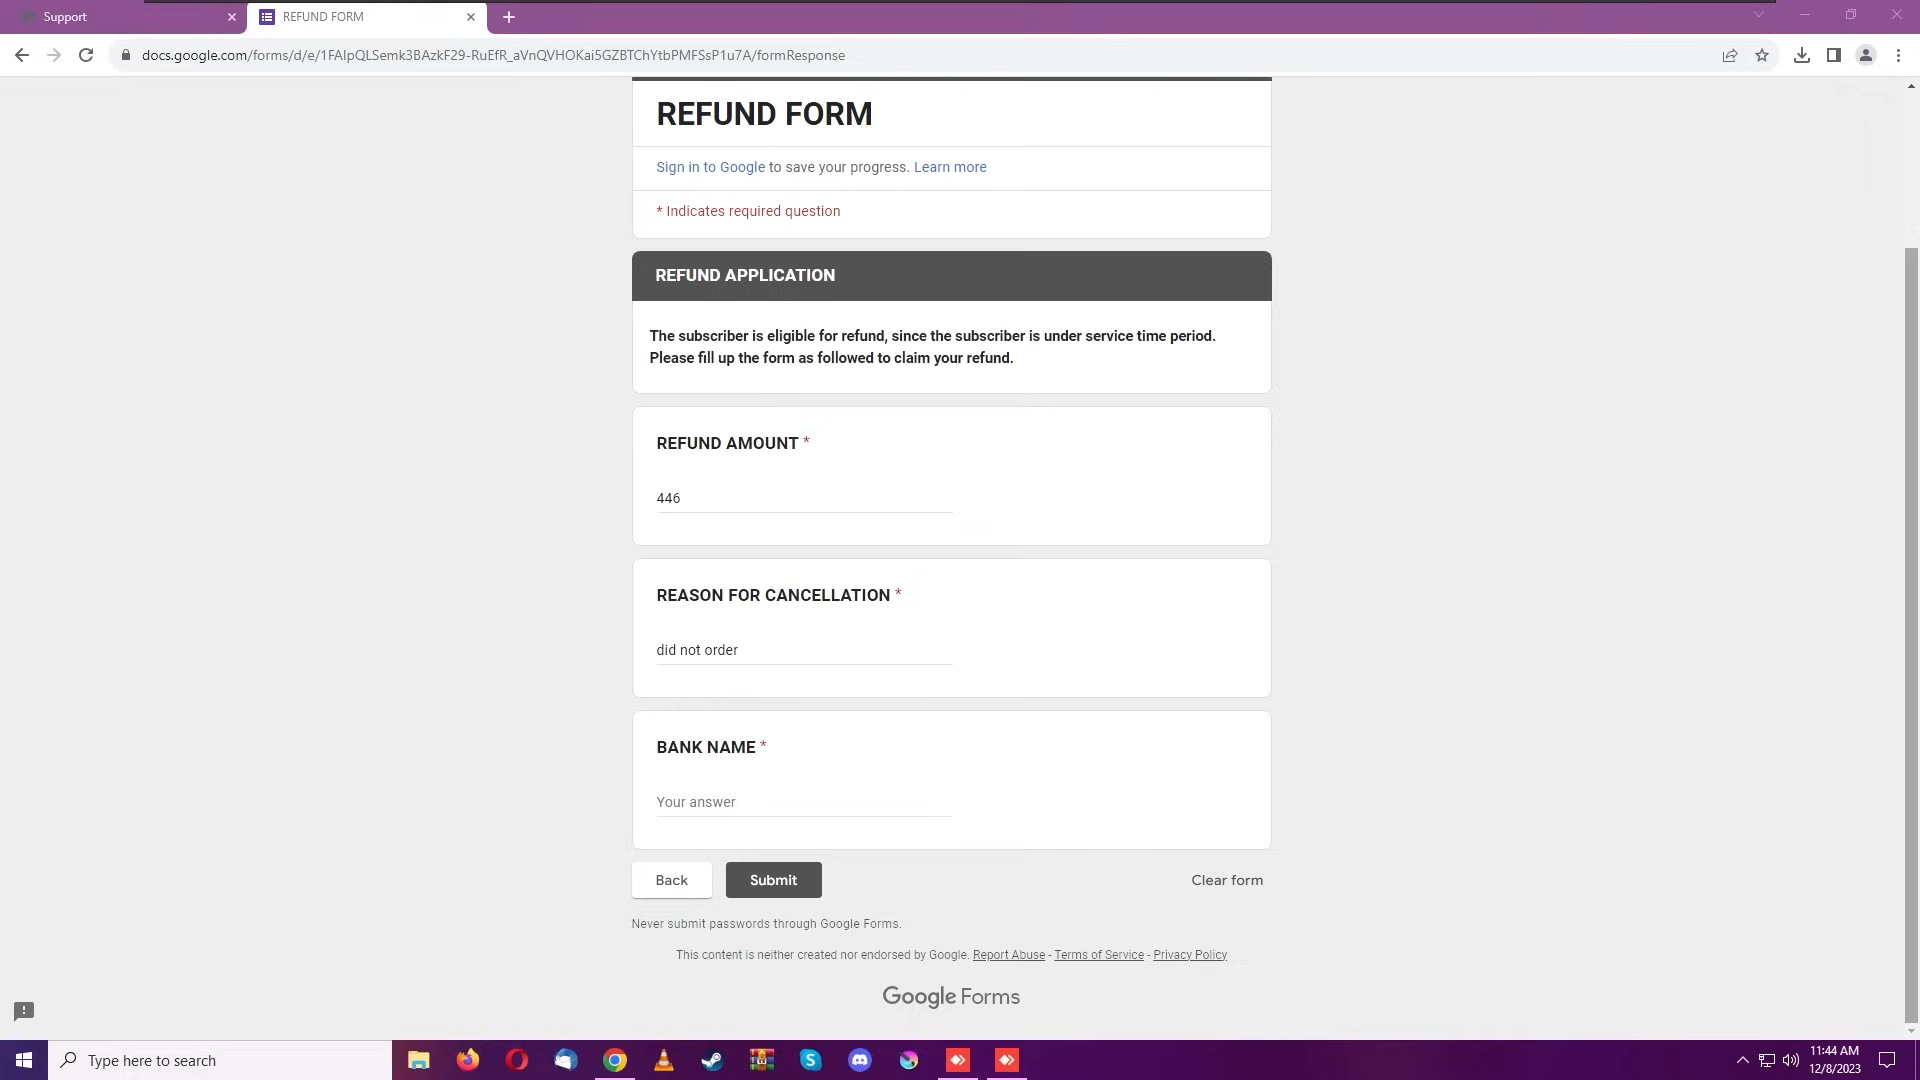 Support
REFUND FORM
docs.google.com/forms/d/e/1FAIpQLSemk3BAzkF29-RuEfR_aVnQVHOKai5GZBTChYtbPMFSsP1u7A/formResponse
REFUND FORM
Sign in to Google to save your progress. Learn more
* Indicates required question
REFUND APPLICATION
The subscriber is eligible for refund, since the subscriber is under service time period.
Please fill up the form as followed to claim your refund.
REFUND AMOUNT *
446
REASON FOR CANCELLATION *
did not order
BANK NAME *
Your answer
Back
Submit
Clear form
Never submit passwords through Google Forms.
This content is neither created nor endorsed by Google. Report Abuse - Terms of Service - Privacy Policy
Google Forms
Type here to search
11:44 AM
12/8/2023